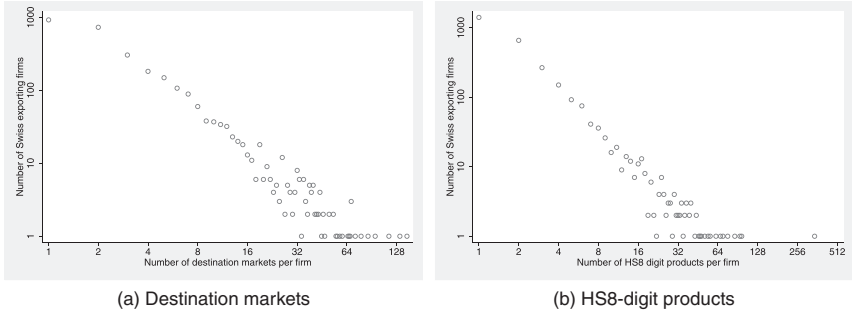 1000
100
10
1
Number of Swiss exporting firms
1 2 4 8 16 32 64 128
Number of destination markets per firm
(a) Destination markets
1000
100
10
1
Number of Swiss exporting firms
1 2 4 8 16 32 64 128 256 512
Number of HS8 digit products per firm
(b) HS8-digit products